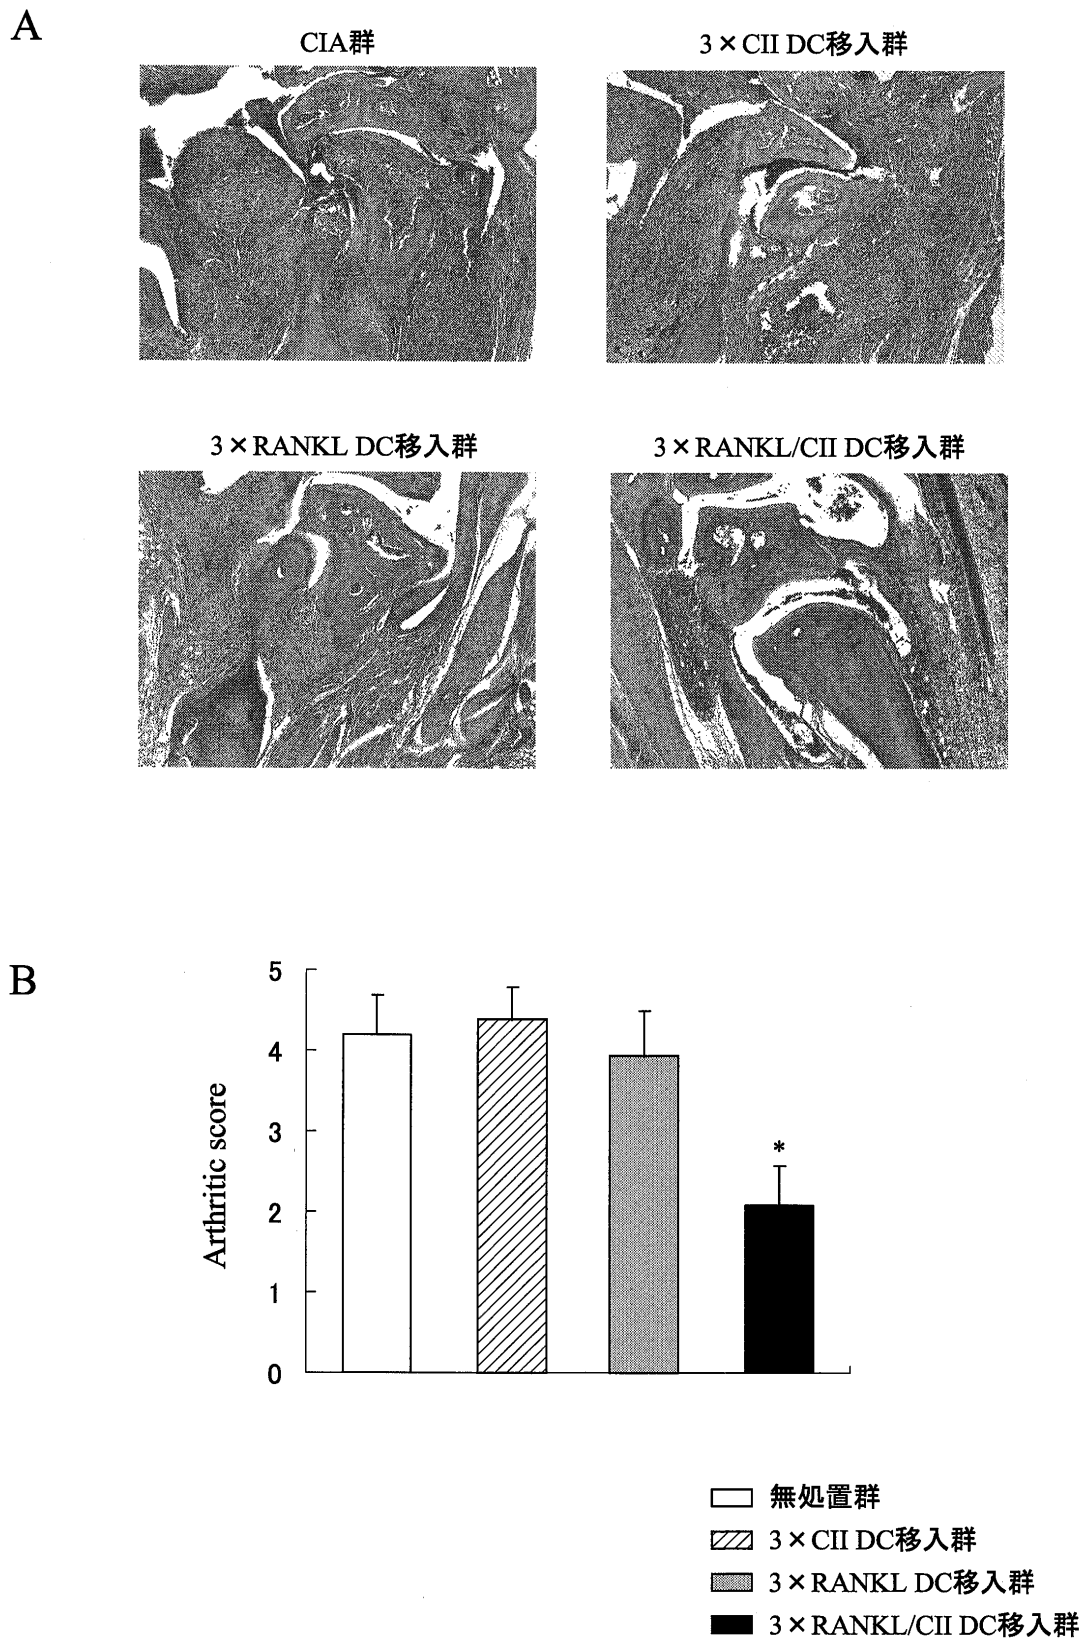 A
CIA群
3×CII DC移入群
3×RANKL DC移入群
3×RANKL/CII DC移入群
B
Arthritic score
5
4
3
2
1
0
*
無処置群
3×CII DC移入群
3×RANKL DC移入群
3×RANKL/CII DC移入群